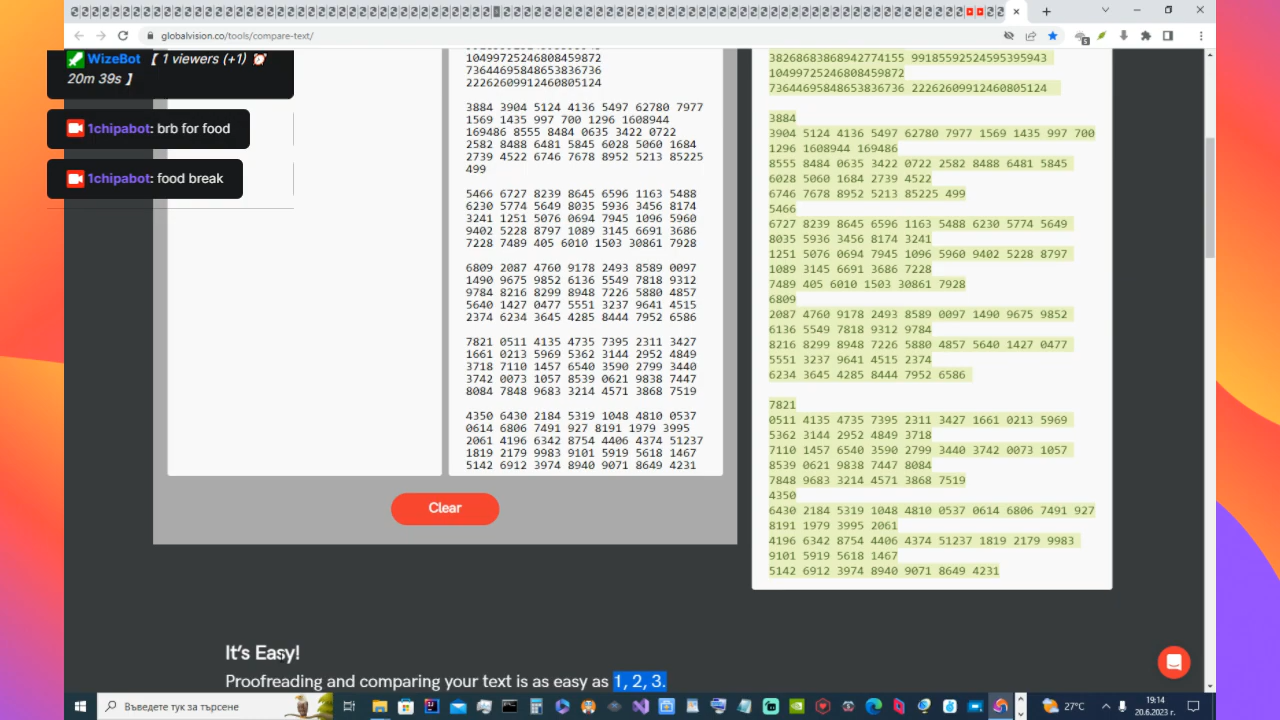 globalvision.co/tools/compare-text/
WizeBot [ 1 viewers (+1) ⏰
20m 39s ]
1chipabot: brb for food
1chipabot: food break
10499725246808459872
73644695848653836736
22262609912460805124
3884 3904 5124 4136 5497 62780 7977
1569 1435 997 700 1296 1608944
169486 8555 8484 0635 3422 0722
2582 8488 6481 5845 6028 5060 1684
2739 4522 6746 7678 8952 5213 85225
499
5466 6727 8239 8645 6596 1163 5488
6230 5774 5649 8035 5936 3456 8174
3241 1251 5076 0694 7945 1096 5960
9402 5228 8797 1089 3145 6691 3686
7228 7489 405 6010 1503 30861 7928
6809 2087 4760 9178 2493 8589 0097
1490 9675 9852 6136 5549 7818 9312
9784 8216 8299 8948 7226 5880 4857
5640 1427 0477 5551 3237 9641 4515
2374 6234 3645 4285 8444 7952 6586
7821 0511 4135 4735 7395 2311 3427
1661 0213 5969 5362 3144 2952 4849
3718 7110 1457 6540 3590 2799 3440
3742 0073 1057 8539 0621 9838 7447
8084 7848 9683 3214 4571 3868 7519
4350 6430 2184 5319 1048 4810 0537
0614 6806 7491 927 8191 1979 3995
2061 4196 6342 8754 4406 4374 51237
1819 2179 9983 9101 5919 5618 1467
5142 6912 3974 8940 9071 8649 4231
Clear
38268683868942774155 99185592524595395943
10499725246808459872
73644695848653836736 22262609912460805124
3884
3904 5124 4136 5497 62780 7977 1569 1435 997 700
1296 1608944 169486
8555 8484 0635 3422 0722 2582 8488 6481 5845
6028 5060 1684 2739 4522
6746 7678 8952 5213 85225 499
5466
6727 8239 8645 6596 1163 5488 6230 5774 5649
8035 5936 3456 8174 3241
1251 5076 0694 7945 1096 5960 9402 5228 8797
1089 3145 6691 3686 7228
7489 405 6010 1503 30861 7928
6809
2087 4760 9178 2493 8589 0097 1490 9675 9852
6136 5549 7818 9312 9784
8216 8299 8948 7226 5880 4857 5640 1427 0477
5551 3237 9641 4515 2374
6234 3645 4285 8444 7952 6586
7821
0511 4135 4735 7395 2311 3427 1661 0213 5969
5362 3144 2952 4849 3718
7110 1457 6540 3590 2799 3440 3742 0073 1057
8539 0621 9838 7447 8084
7848 9683 3214 4571 3868 7519
4350
6430 2184 5319 1048 4810 0537 0614 6806 7491 927
8191 1979 3995 2061
4196 6342 8754 4406 4374 51237 1819 2179 9983
9101 5919 5618 1467
5142 6912 3974 8940 9071 8649 4231
It's Easy!
Proofreading and comparing your text is as easy as 1, 2, 3.
Въведете тук за търсене
27°C
19:14
20.6.2023 г.